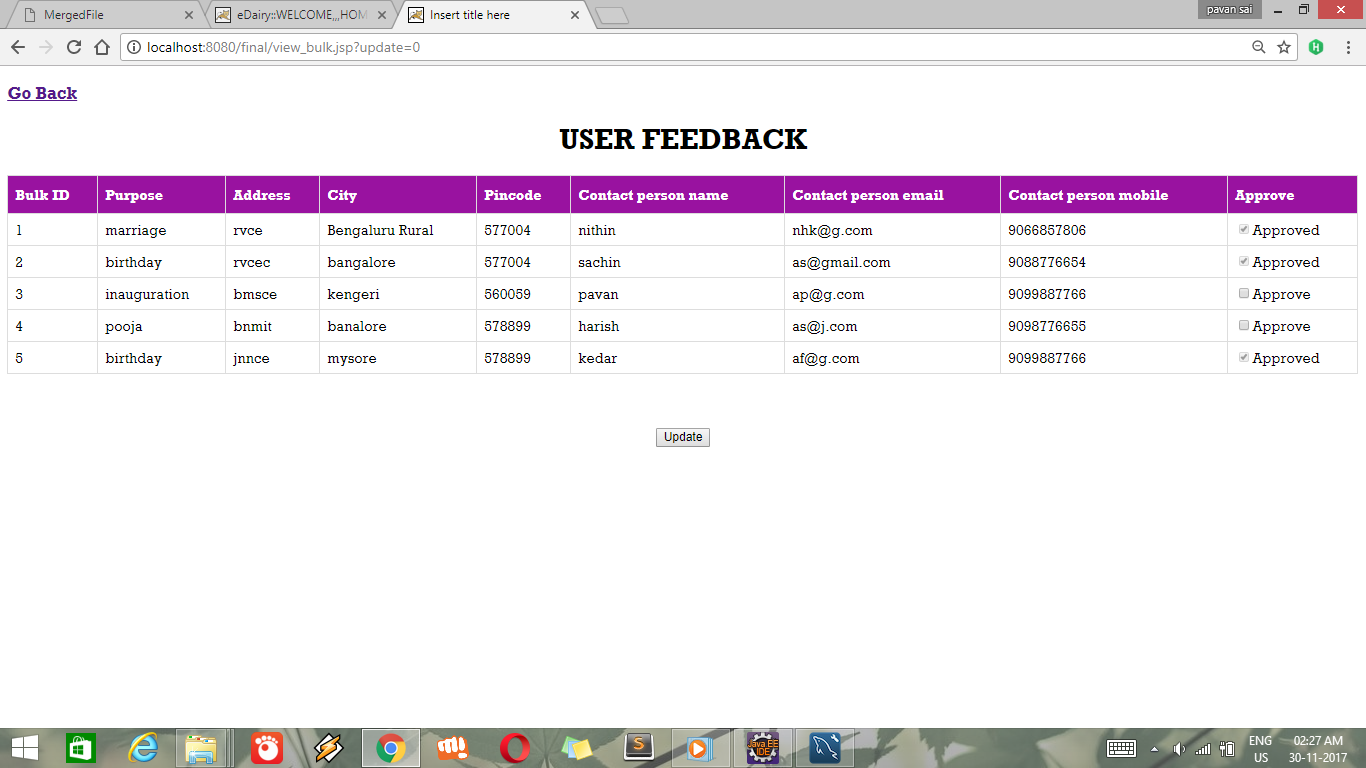 pavan sai
MergedFile eDairy::WELCOME,,,HOM Insert title here
localhost:8080/final/view_bulk.jsp?update=0
Go Back
USER FEEDBACK
Bulk ID Purpose Address City Pincode Contact person name Contact person email Contact person mobile Approve
1 marriage rvce Bengaluru Rural 577004 nithin nhk@g.com 9066857806 Approved
2 birthday rvcec bangalore 577004 sachin as@gmail.com 9088776654 Approved
3 inauguration bmsce kengeri 560059 pavan ap@g.com 9099887766 Approve
4 pooja bnmit banalore 578899 harish as@j.com 9098776655 Approve
5 birthday jnnce mysore 578899 kedar af@g.com 9099887766 Approved
Update
S Java EE IDE
ENG 02:27 AM
US 30-11-2017